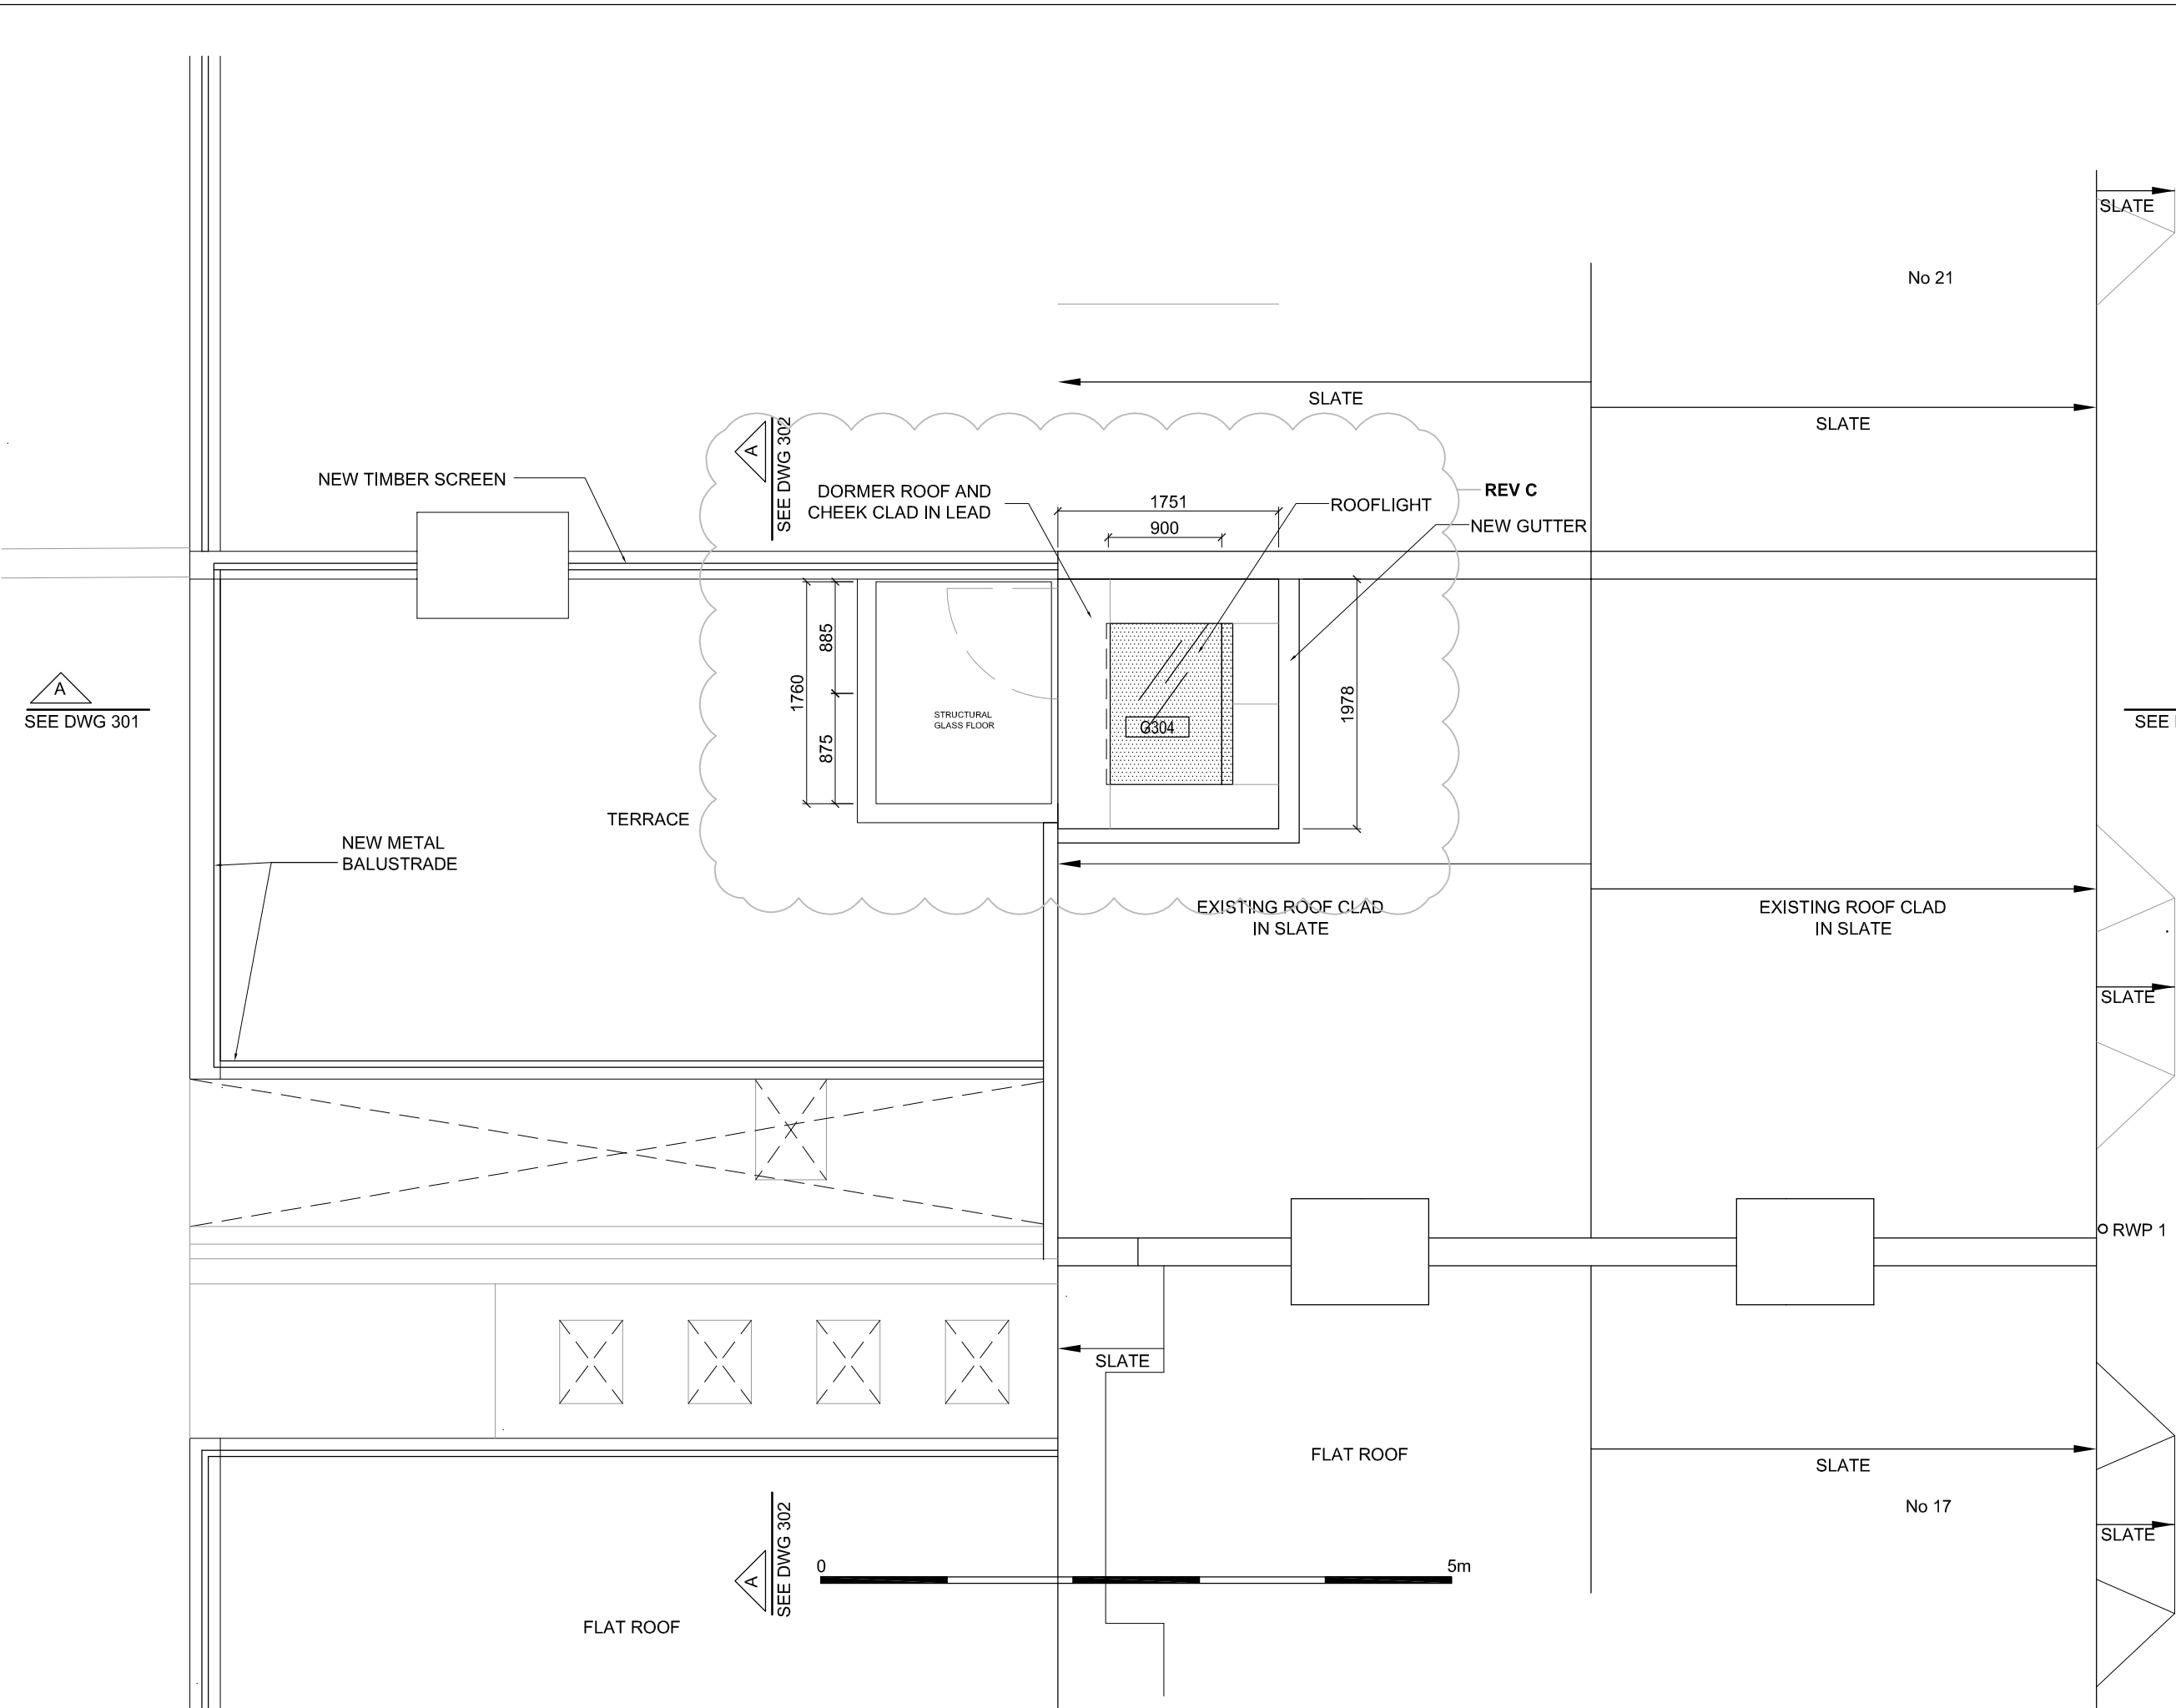 SLATE
No 21
SLATE
SLATE
A
SEE DWG 302
NEW TIMBER SCREEN
DORMER ROOF AND
CHEEK CLAD IN LEAD
1751
900
ROOFLIGHT
REV C
NEW GUTTER
A
SEE DWG 301
885
1760
875
STRUCTURAL
GLASS FLOOR
G304
1978
SEE
TERRACE
NEW METAL
BALUSTRADE
EXISTING ROOF CLAD
IN SLATE
EXISTING ROOF CLAD
IN SLATE
SLATE
RWP 1
SLATE
FLAT ROOF
SLATE
No 17
SLATE
A
SEE DWG 302
0
5m
FLAT ROOF